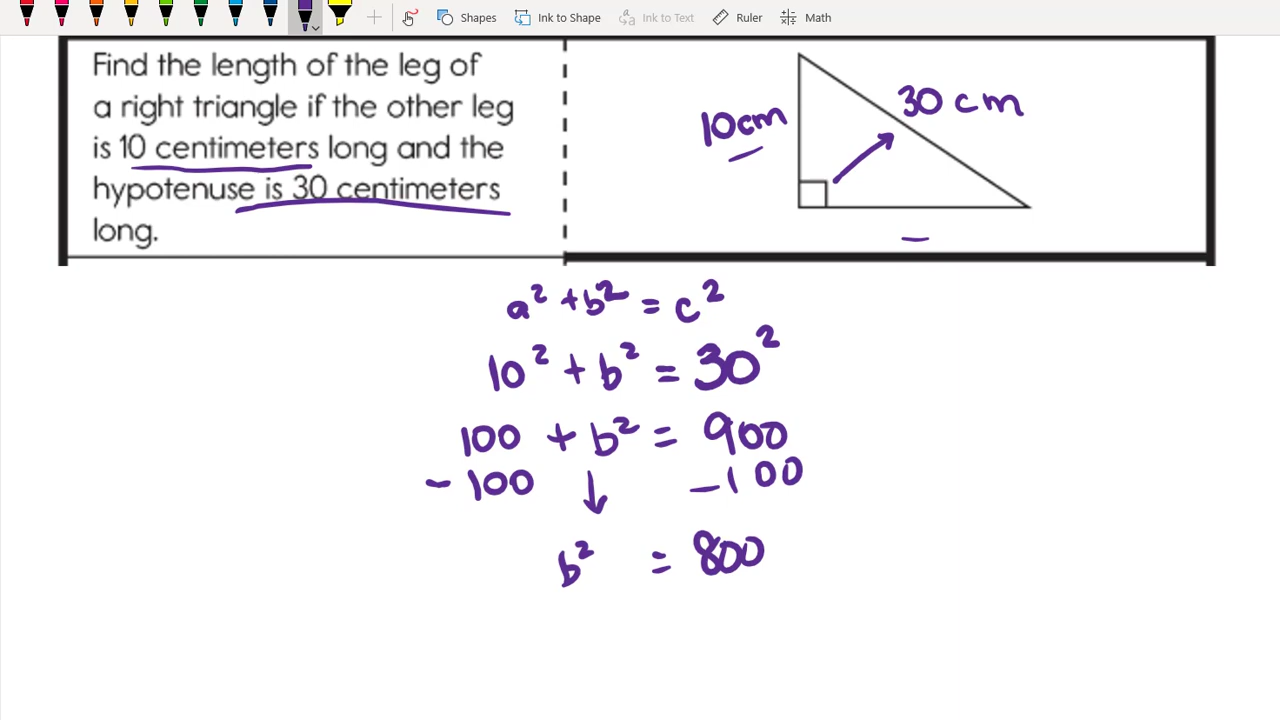 Shapes Ink to Shape Ink to Text Ruler Math
Find the length of the leg of
a right triangle if the other leg
is 10 centimeters long and the
hypotenuse is 30 centimeters
long.
10cm
30 cm
a² + b² = c²
10² + b² = 30²
100 + b² = 900
- 100 -100
b² = 800